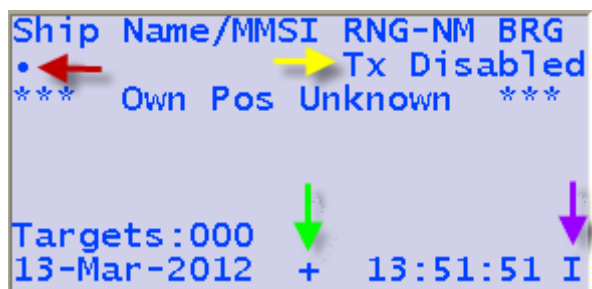 Ship Name/MMSI RNG-NM BRG
• Tx Disabled
*** Own Pos Unknown ***
Targets:000
13-Mar-2012 + 13:51:51 I